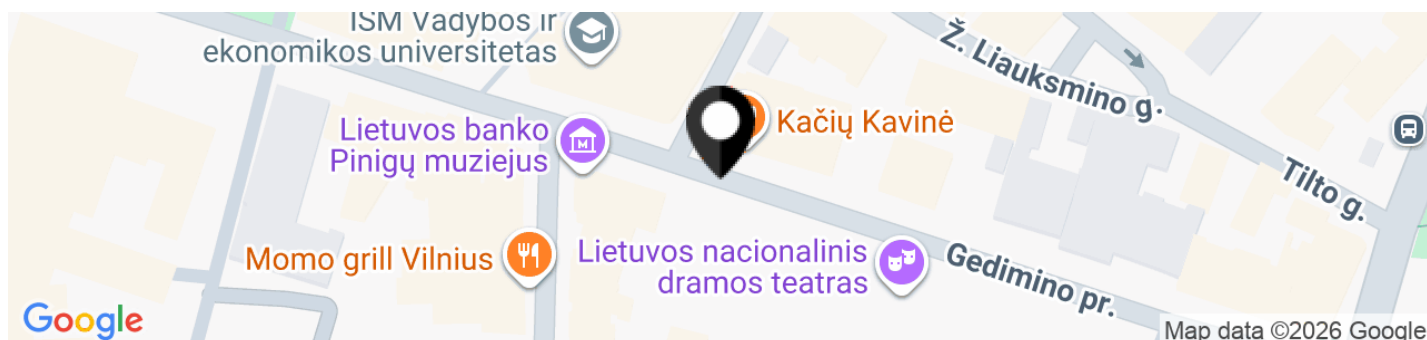 ISM Vadybos ir
ekonomikos universitetas
Ž. Liauksmino g.
Kačių Kavinė
Lietuvos banko
Pinigų muziejus
M
Tilto g.
Momo grill Vilnius
Lietuvos nacionalinis
dramos teatras
Gedimino pr.
Google
Map data ©2026 Google